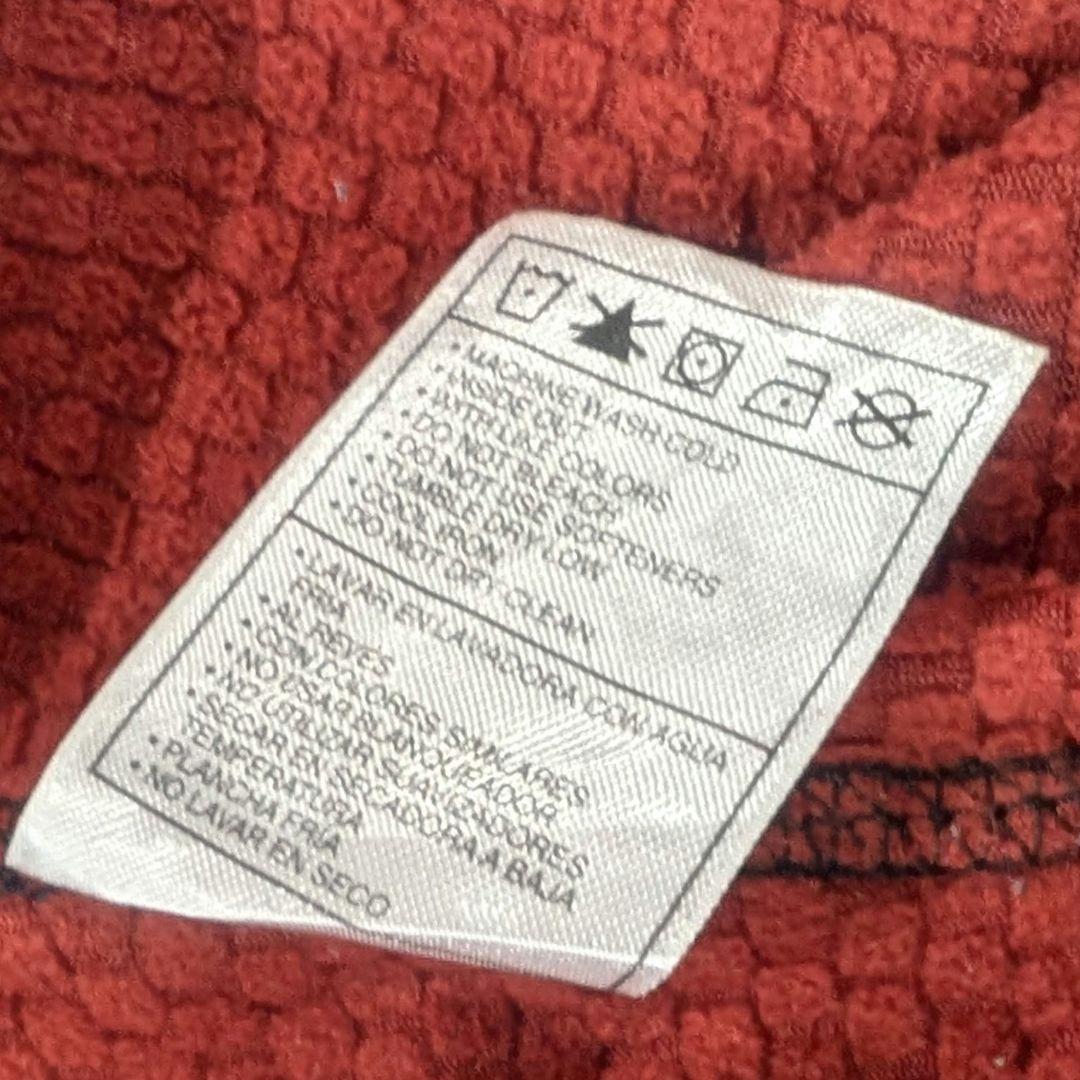 • MACHINE WASH COLD
• INSIDE OUT
• WITH LIKE COLORS
• DO NOT BLEACH
• DO NOT USE SOFTENERS
• TUMBLE DRY LOW
• COOL IRON
• DO NOT DRY CLEAN
• LAVAR EN LAVADORA CON AGUA
FRIA
• AL REVES
• CON COLORES SIMILARES
• NO USAR BLANQUEADOR
• NO UTILIZAR SUAVIZADORES
• SECAR EN SECADORA A BAJA
TEMPERATURA
• PLANCHA FRIA
• NO LAVAR EN SECO